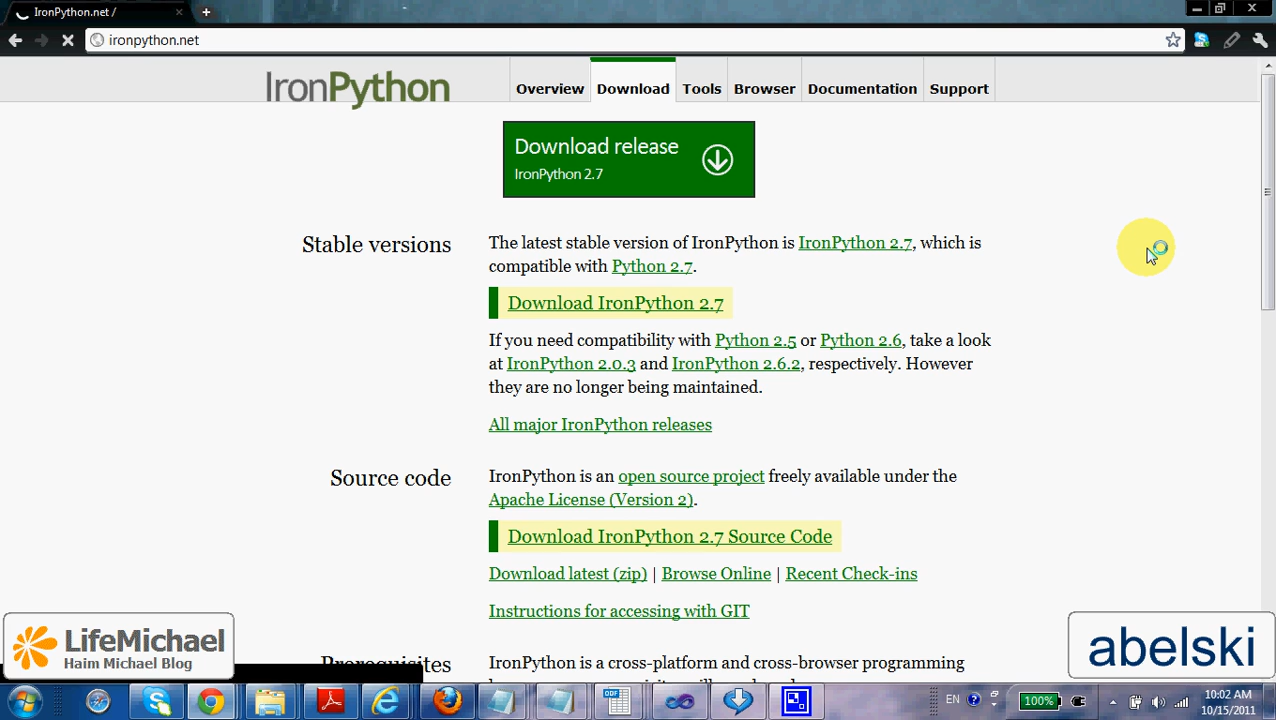 IronPython.net /
ironpython.net
IronPython
Overview
Download
Tools
Browser
Documentation
Support
Download release
IronPython 2.7
Stable versions
The latest stable version of IronPython is IronPython 2.7, which is
compatible with Python 2.7.
Download IronPython 2.7
If you need compatibility with Python 2.5 or Python 2.6, take a look
at IronPython 2.0.3 and IronPython 2.6.2, respectively. However
they are no longer being maintained.
All major IronPython releases
Source code
IronPython is an open source project freely available under the
Apache License (Version 2).
Download IronPython 2.7 Source Code
Download latest (zip) | Browse Online | Recent Check-ins
Instructions for accessing with GIT
Prerequisites
IronPython is a cross-platform and cross-browser programming
LifeMichael
Haim Michael Blog
abelski
ODF
EN
100%
10:02 AM
10/15/2011